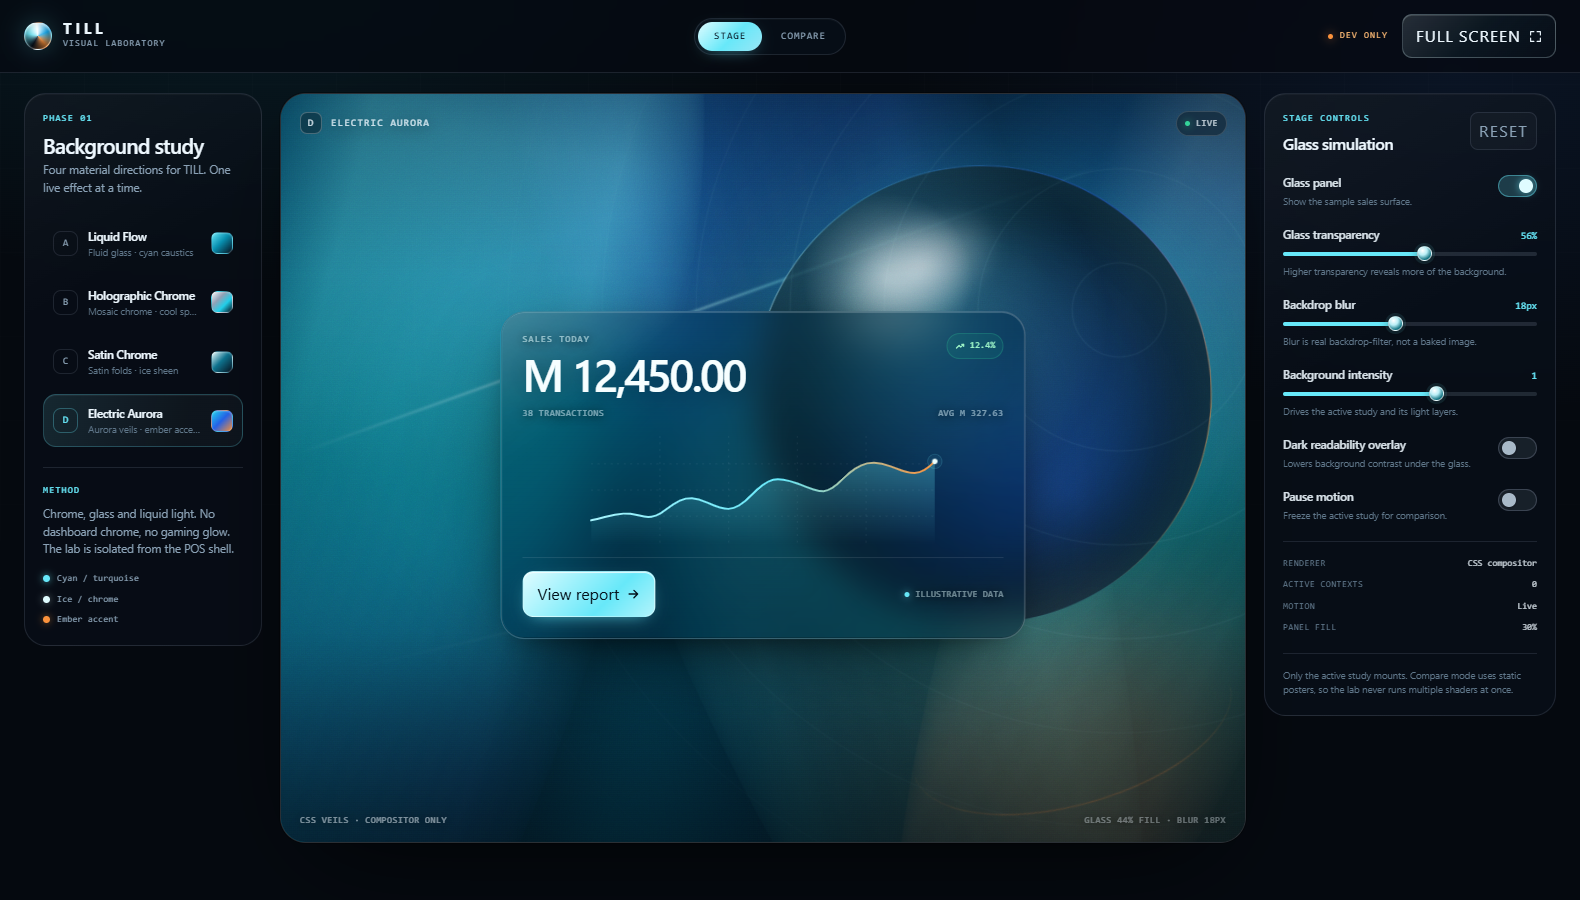 TILL
VISUAL LABORATORY
STAGE
COMPARE
DEV ONLY
FULL SCREEN
PHASE 01
Background study
Four material directions for TILL. One
live effect at a time.
A
Liquid Flow
Fluid glass · cyan caustics
B
Holographic Chrome
Mosaic chrome · cool sp...
C
Satin Chrome
Satin folds · ice sheen
D
Electric Aurora
Aurora veils · ember acce...
METHOD
Chrome, glass and liquid light. No
dashboard chrome, no gaming glow.
The lab is isolated from the POS shell.
Cyan / turquoise
Ice / chrome
Ember accent
D
ELECTRIC AURORA
LIVE
SALES TODAY
12.4%
M 12,450.00
38 TRANSACTIONS
AVG M 327.63
View report →
ILLUSTRATIVE DATA
CSS VEILS · COMPOSITOR ONLY
GLASS 44% FILL · BLUR 18PX
STAGE CONTROLS
Glass simulation
RESET
Glass panel
Show the sample sales surface.
Glass transparency
56%
Higher transparency reveals more of the background.
Backdrop blur
18px
Blur is real backdrop-filter, not a baked image.
Background intensity
1
Drives the active study and its light layers.
Dark readability overlay
Lowers background contrast under the glass.
Pause motion
Freeze the active study for comparison.
RENDERER
CSS compositor
ACTIVE CONTEXTS
0
MOTION
Live
PANEL FILL
30%
Only the active study mounts. Compare mode uses static
posters, so the lab never runs multiple shaders at once.